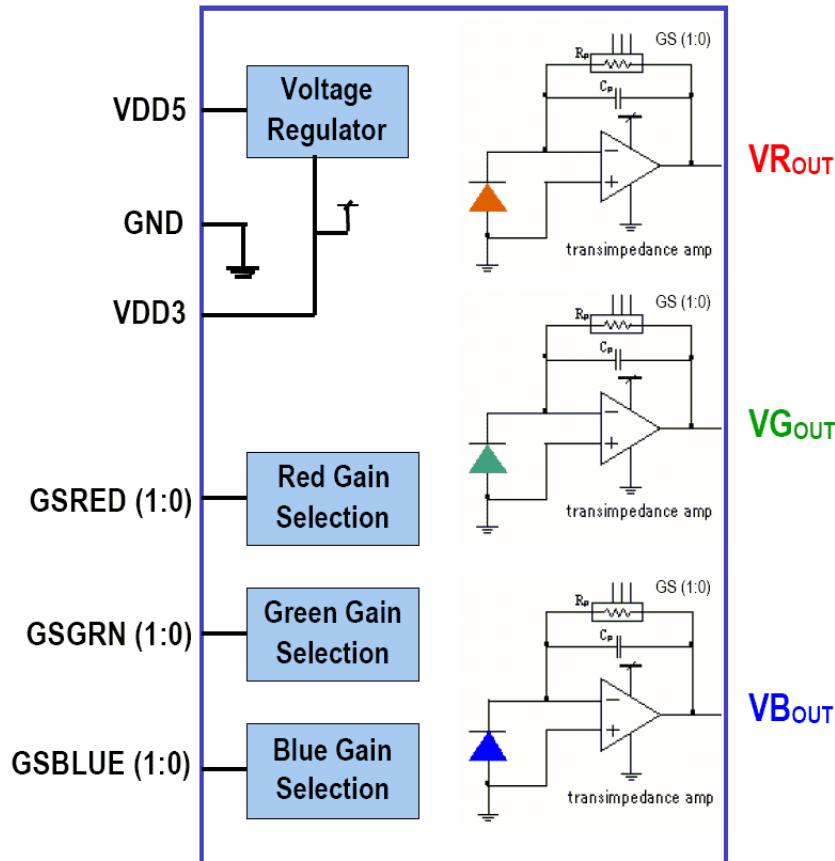 VDD5
Voltage
Regulator
GND
VDD3
GSRED (1:0)
Red Gain
Selection
GSGRN (1:0)
Green Gain
Selection
GSBLUE (1:0)
Blue Gain
Selection
GS (1:0)
Rp
Cp
−
+
transimpedance amp
VROUT
GS (1:0)
Rp
Cp
−
+
transimpedance amp
VGOUT
GS (1:0)
Rp
Cp
−
+
transimpedance amp
VBOUT